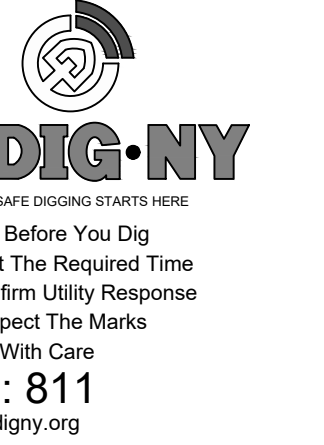 DIG•NY
SAFE DIGGING STARTS HERE
Before You Dig
The Required Time
Utility Response
The Marks
With Care
: 811
digny.org